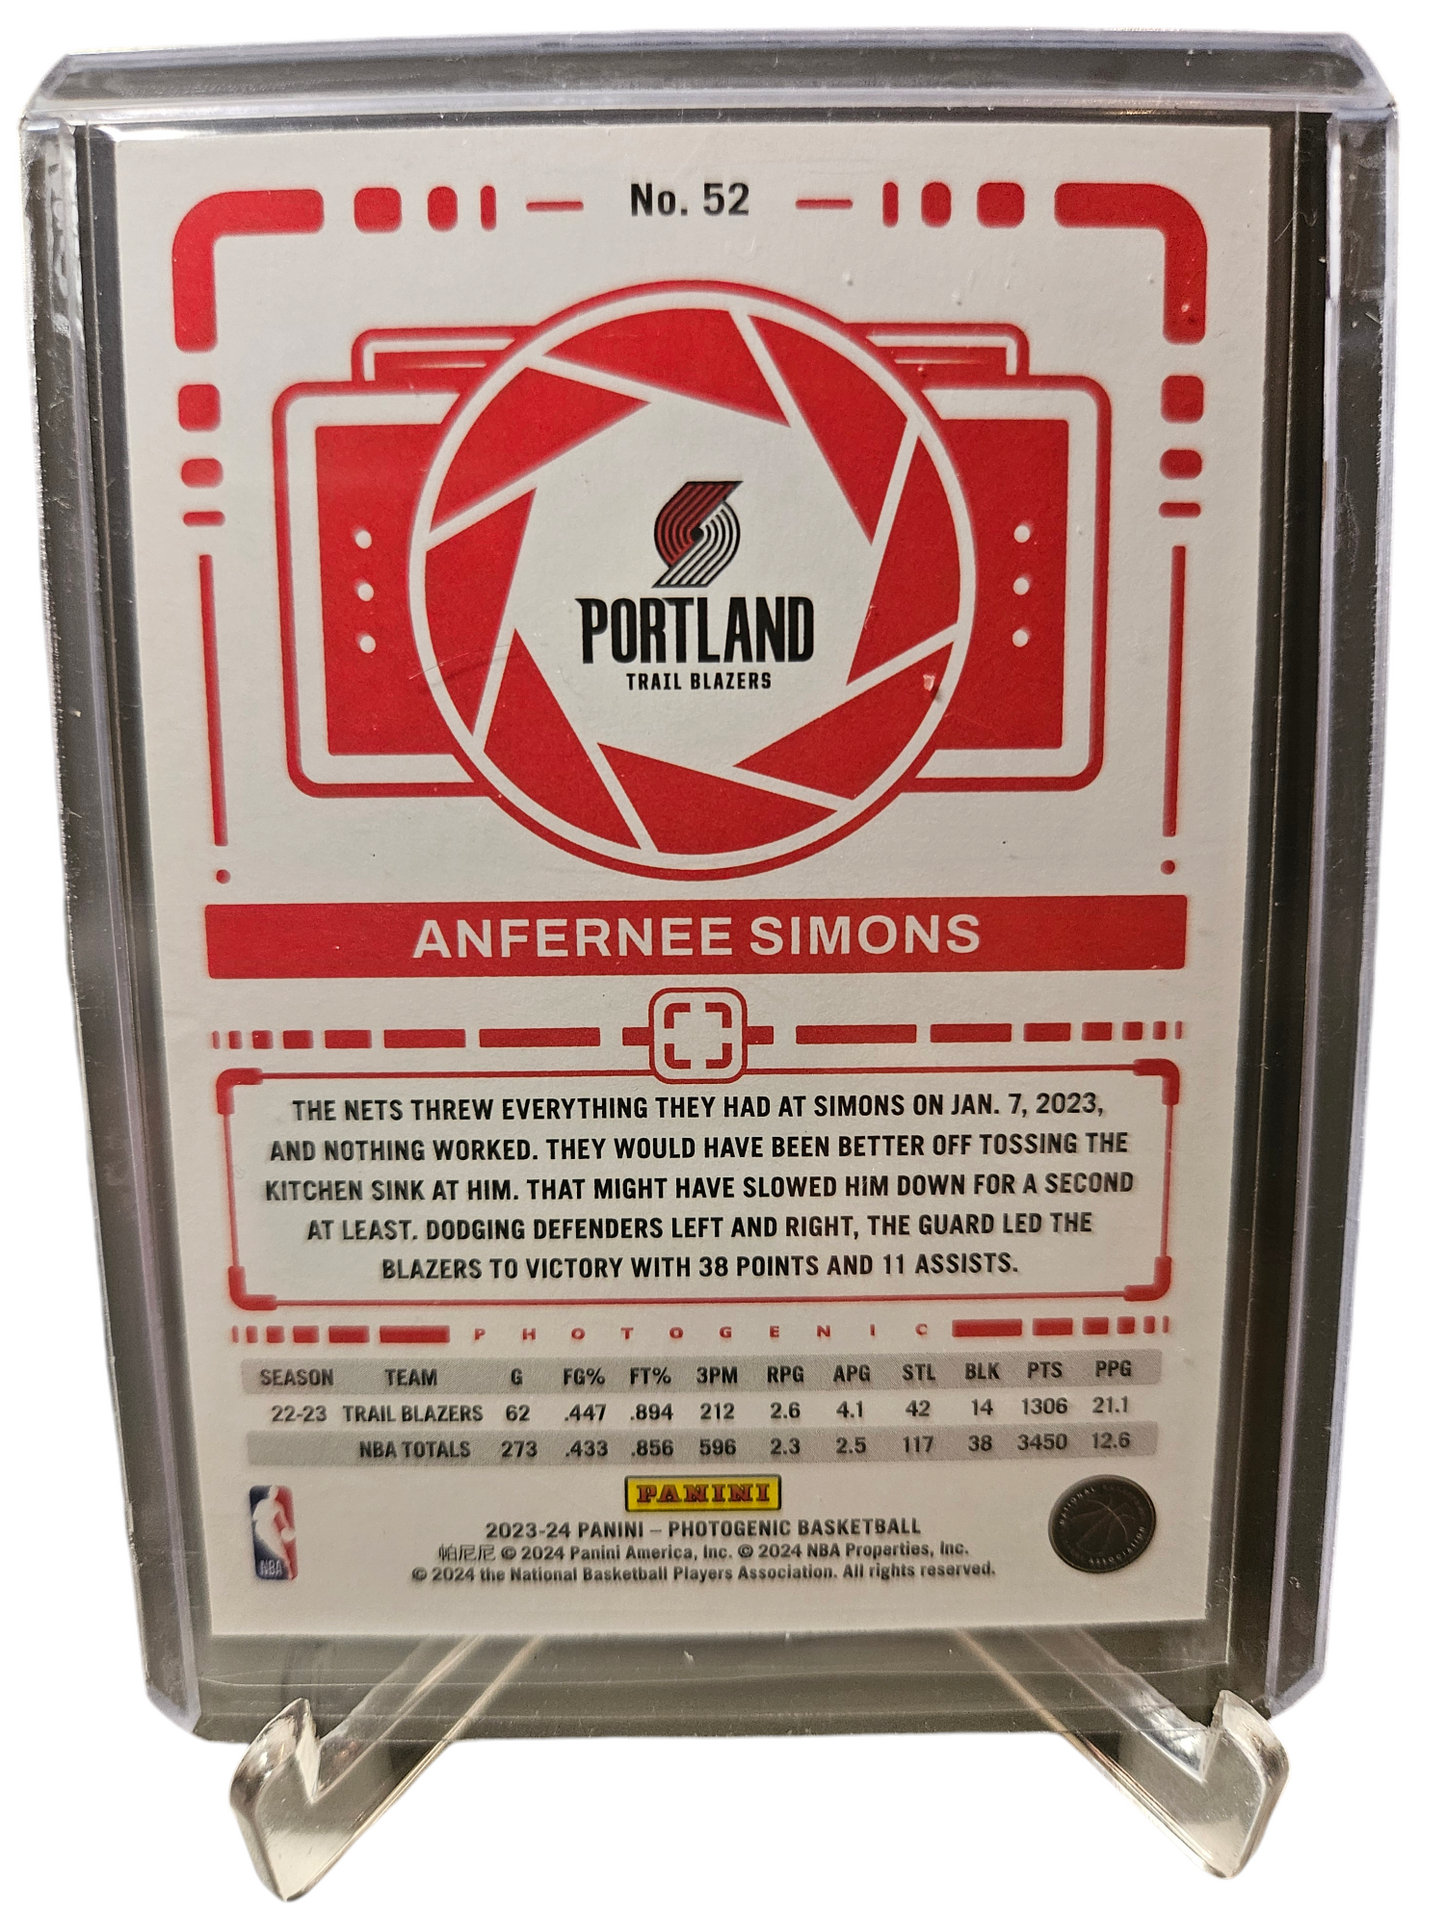 No. 52
PORTLAND
TRAIL BLAZERS
ANFERNEE SIMONS
THE NETS THREW EVERYTHING THEY HAD AT SIMONS ON JAN. 7, 2023,
AND NOTHING WORKED. THEY WOULD HAVE BEEN BETTER OFF TOSSING THE
KITCHEN SINK AT HIM. THAT MIGHT HAVE SLOWED HIM DOWN FOR A SECOND
AT LEAST. DODGING DEFENDERS LEFT AND RIGHT, THE GUARD LED THE
BLAZERS TO VICTORY WITH 38 POINTS AND 11 ASSISTS.
PHOTOGENIC
SEASON TEAM G FG% FT% 3PM RPG APG STL BLK PTS PPG
22-23 TRAIL BLAZERS 62 .447 .894 212 2.6 4.1 42 14 1306 21.1
NBA TOTALS 273 .433 .856 596 2.3 2.5 117 38 3450 12.6
PANINI
2023-24 PANINI – PHOTOGENIC BASKETBALL
帕尼尼 © 2024 Panini America, Inc. © 2024 NBA Properties, Inc.
© 2024 the National Basketball Players Association. All rights reserved.
NBA